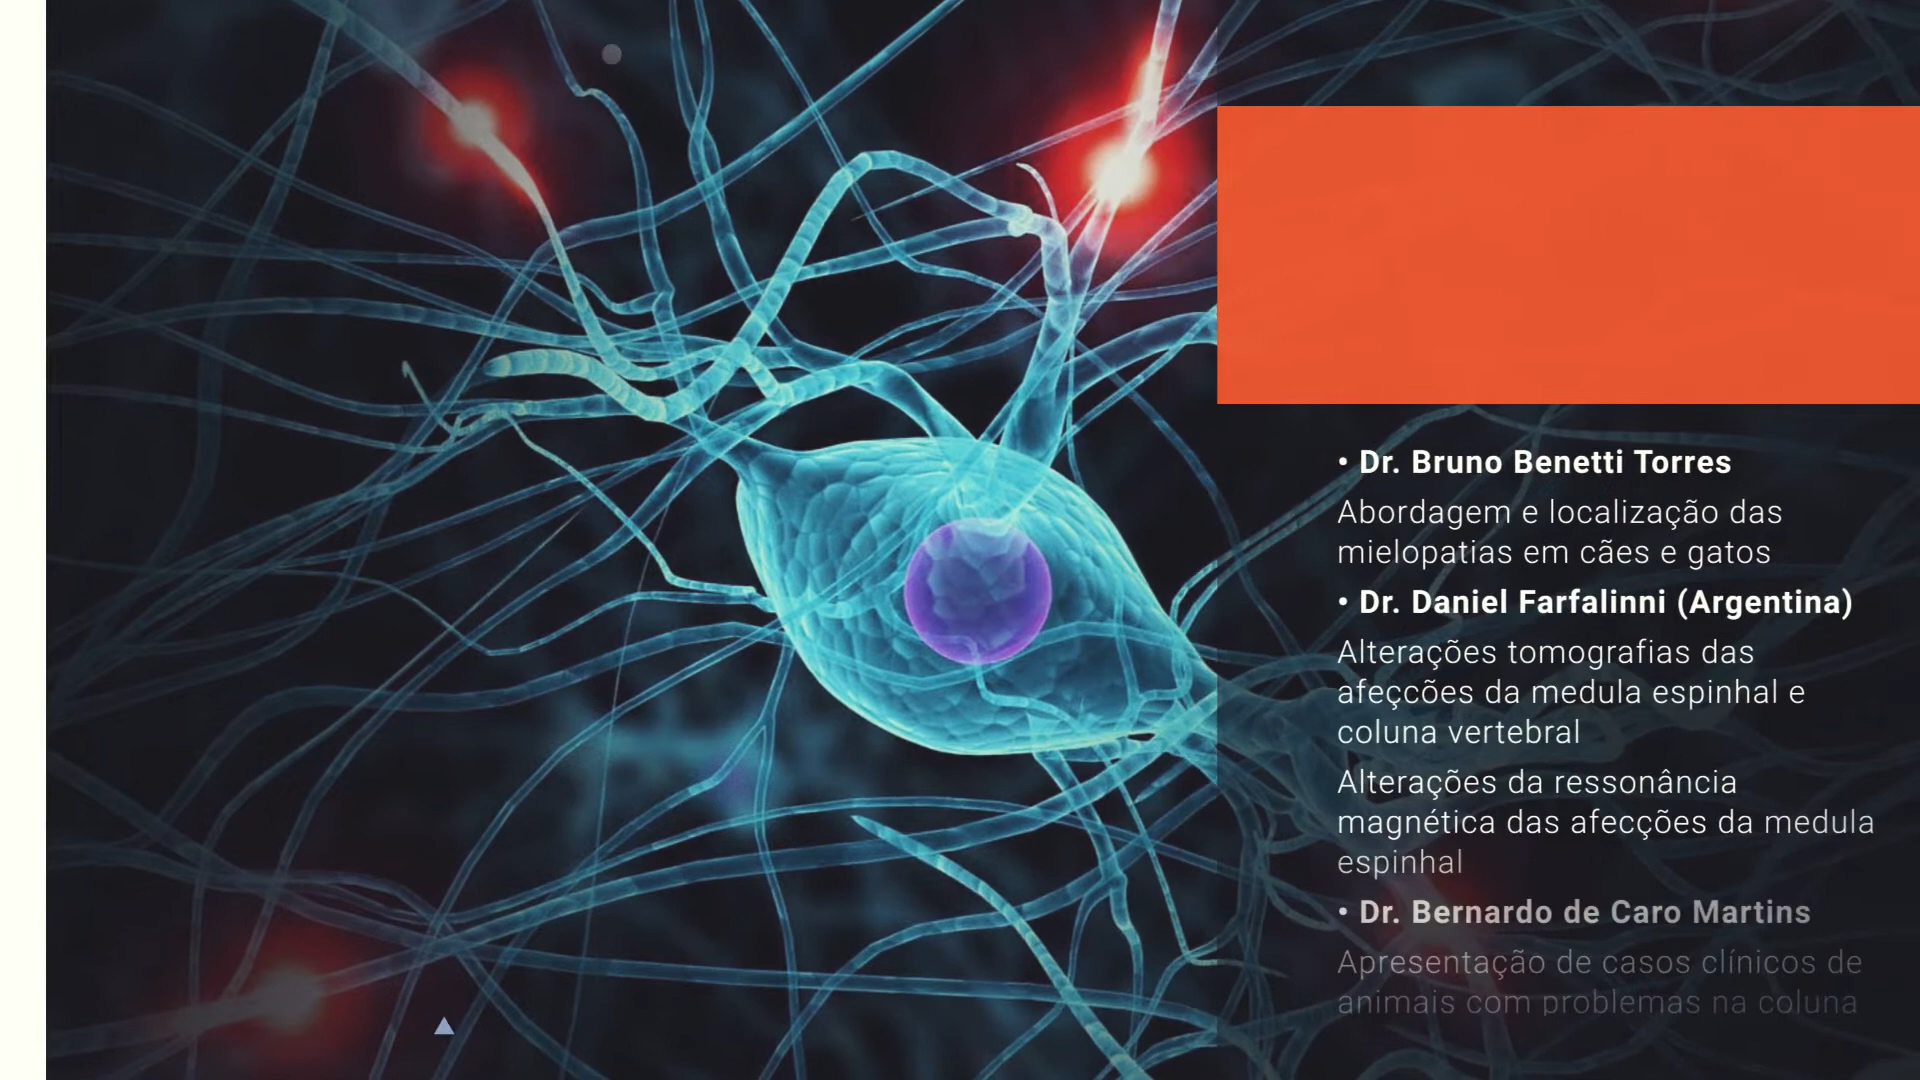 • Dr. Bruno Benetti Torres
Abordagem e localização das
mielopatias em cães e gatos
• Dr. Daniel Farfalinni (Argentina)
Alterações tomografias das
afeçcões da medula espinhal e
coluna vertebral
Alterações da ressonância
magnética das afecções da medula
espinhal
• Dr. Bernardo de Caro Martins
Apresentação de casos clínicos de
animais com problemas na coluna